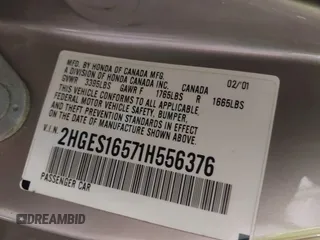 MFD. BY HONDA OF CANADA MFG.
A DIVISION OF HONDA CANADA INC. CANADA 02/01
GVWR 3395LBS GAWR F 1765LBS R 1665LBS
THIS VEHICLE CONFORMS TO ALL APPLICABLE
FEDERAL MOTOR VEHICLE SAFETY, BUMPER,
AND THEFT PREVENTION STANDARDS IN EFFECT
ON THE DATE OF MANUFACTURE SHOWN ABOVE.
V.I.N. 2HGES16571H556376
PASSENGER CAR
DREAMBID